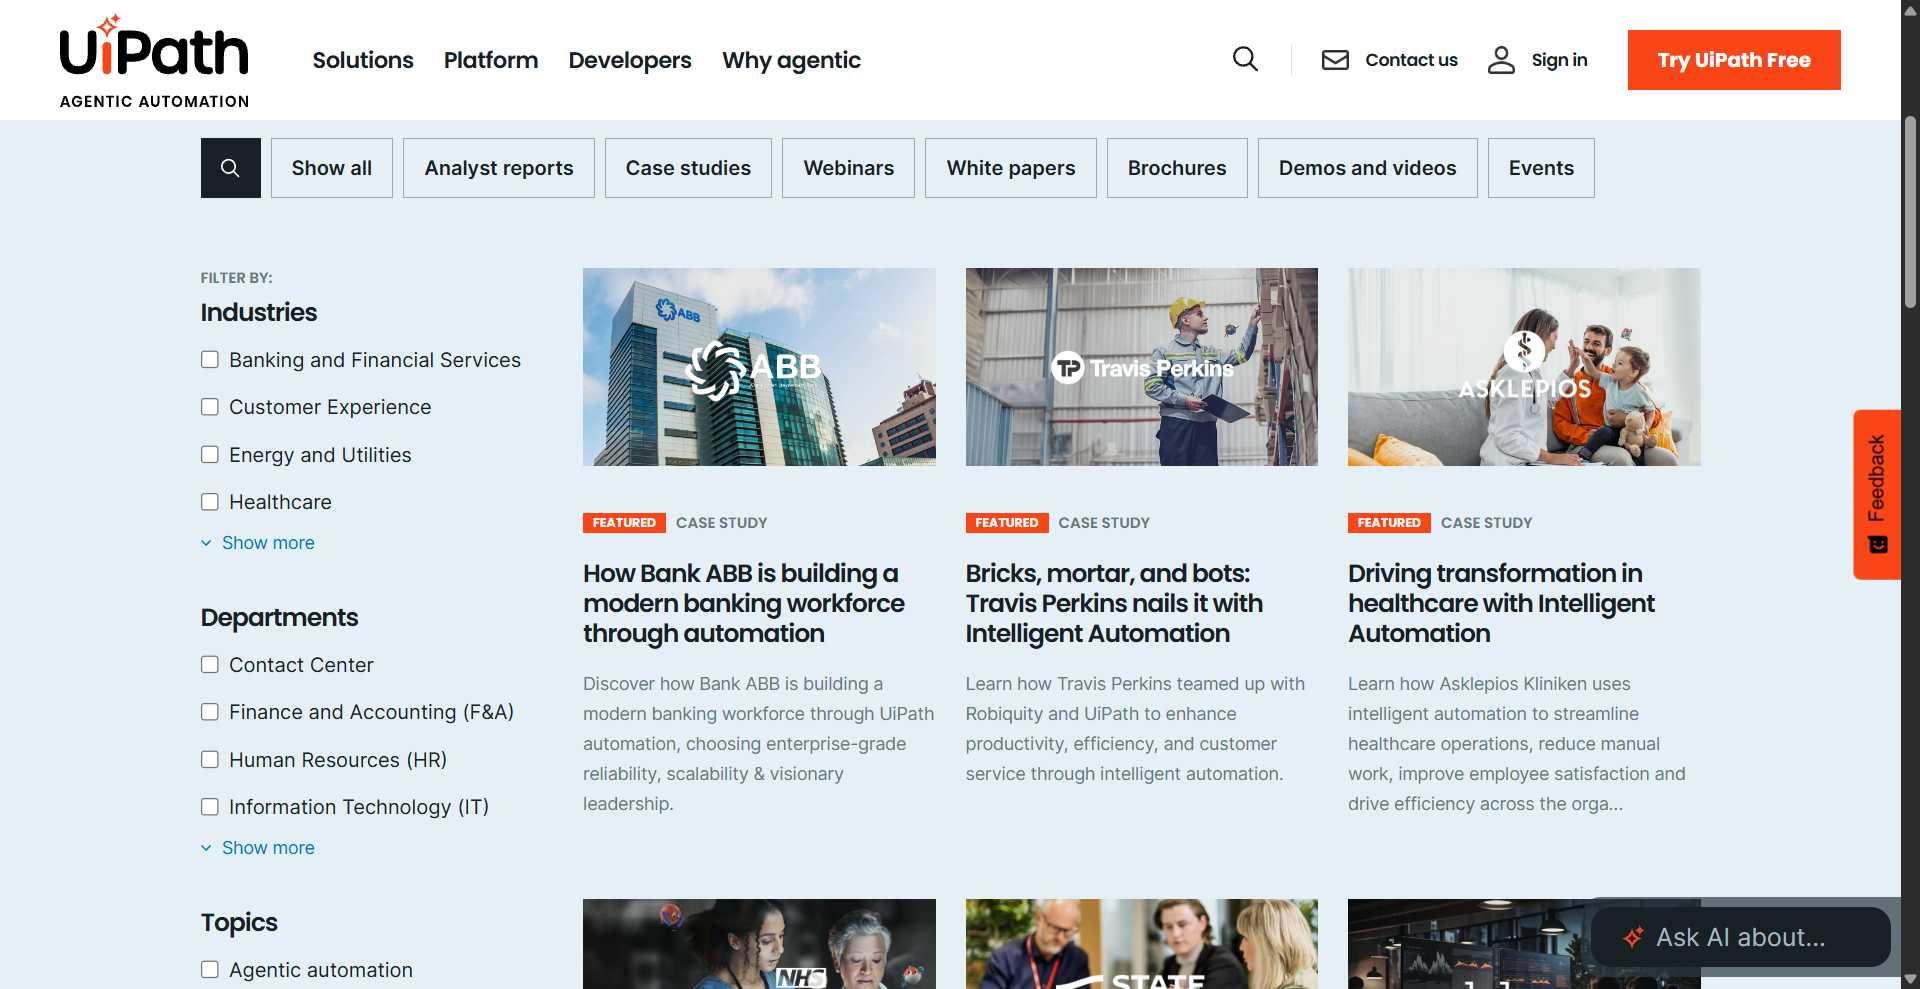 UiPath
AGENTIC AUTOMATION
Solutions
Platform
Developers
Why agentic
Contact us
Sign in
Try UiPath Free
Show all
Analyst reports
Case studies
Webinars
White papers
Brochures
Demos and videos
Events
FILTER BY:
Industries
Banking and Financial Services
Customer Experience
Energy and Utilities
Healthcare
Show more
Departments
Contact Center
Finance and Accounting (F&A)
Human Resources (HR)
Information Technology (IT)
Show more
Topics
Agentic automation
ABB
ABB
FEATURED CASE STUDY
How Bank ABB is building a
modern banking workforce
through automation
Discover how Bank ABB is building a
modern banking workforce through UiPath
automation, choosing enterprise-grade
reliability, scalability & visionary
leadership.
TP Travis Perkins
FEATURED CASE STUDY
Bricks, mortar, and bots:
Travis Perkins nails it with
Intelligent Automation
Learn how Travis Perkins teamed up with
Robiquity and UiPath to enhance
productivity, efficiency, and customer
service through intelligent automation.
ASKLEPIOS
FEATURED CASE STUDY
Driving transformation in
healthcare with Intelligent
Automation
Learn how Asklepios Kliniken uses
intelligent automation to streamline
healthcare operations, reduce manual
work, improve employee satisfaction and
drive efficiency across the orga...
NHS
STATE
Feedback
Ask AI about...